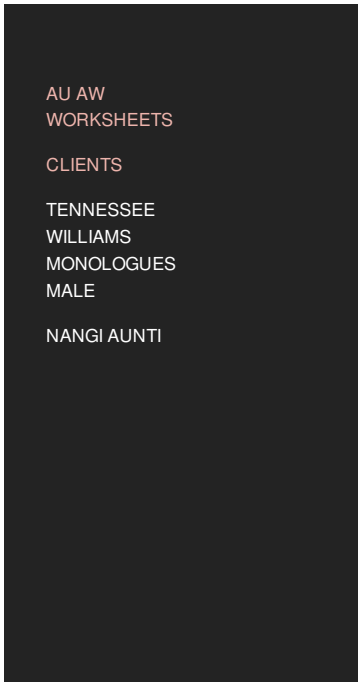 AU AW
WORKSHEETS
CLIENTS
TENNESSEE
WILLIAMS
MONOLOGUES
MALE
NANGI AUNTI